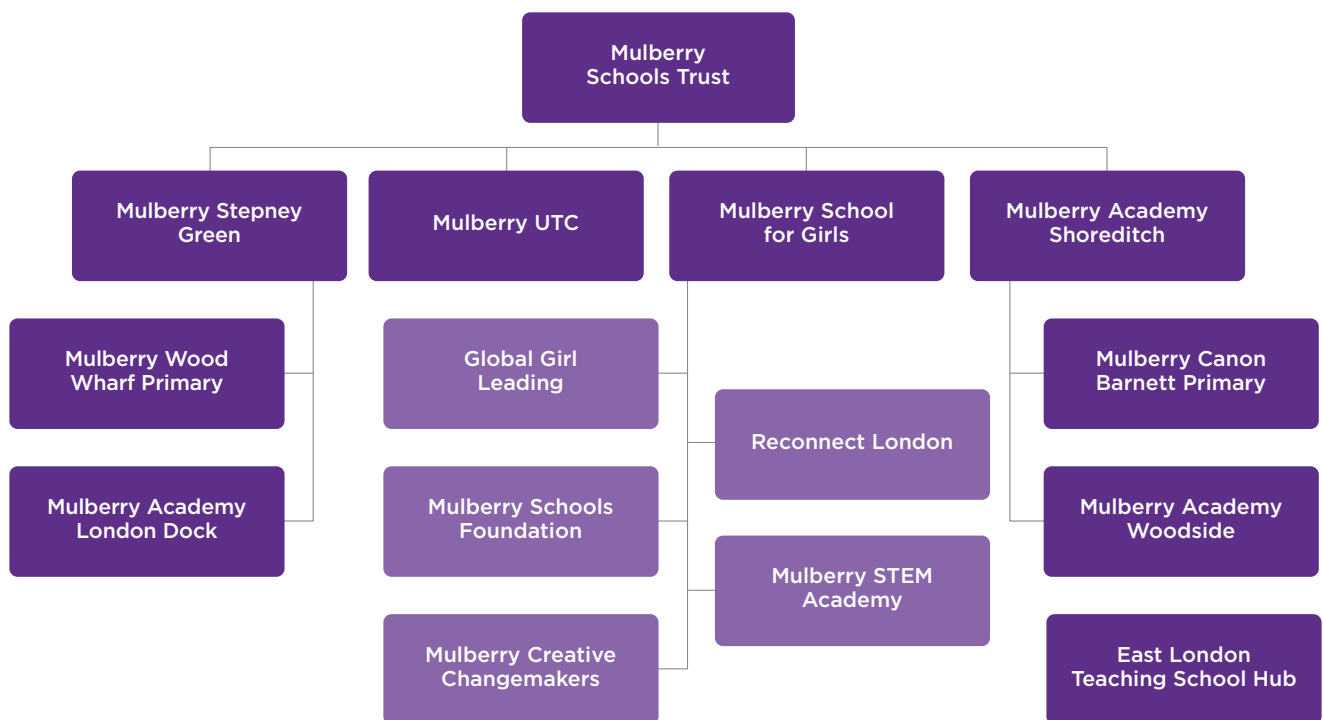 Mulberry
Schools Trust
Mulberry Stepney
Green
Mulberry UTC
Mulberry School
for Girls
Mulberry Academy
Shoreditch
Mulberry Wood
Wharf Primary
Global Girl
Leading
Mulberry Canon
Barnett Primary
Reconnect London
Mulberry Academy
London Dock
Mulberry Schools
Foundation
Mulberry Academy
Woodside
Mulberry STEM
Academy
Mulberry Creative
Changemakers
East London
Teaching School Hub